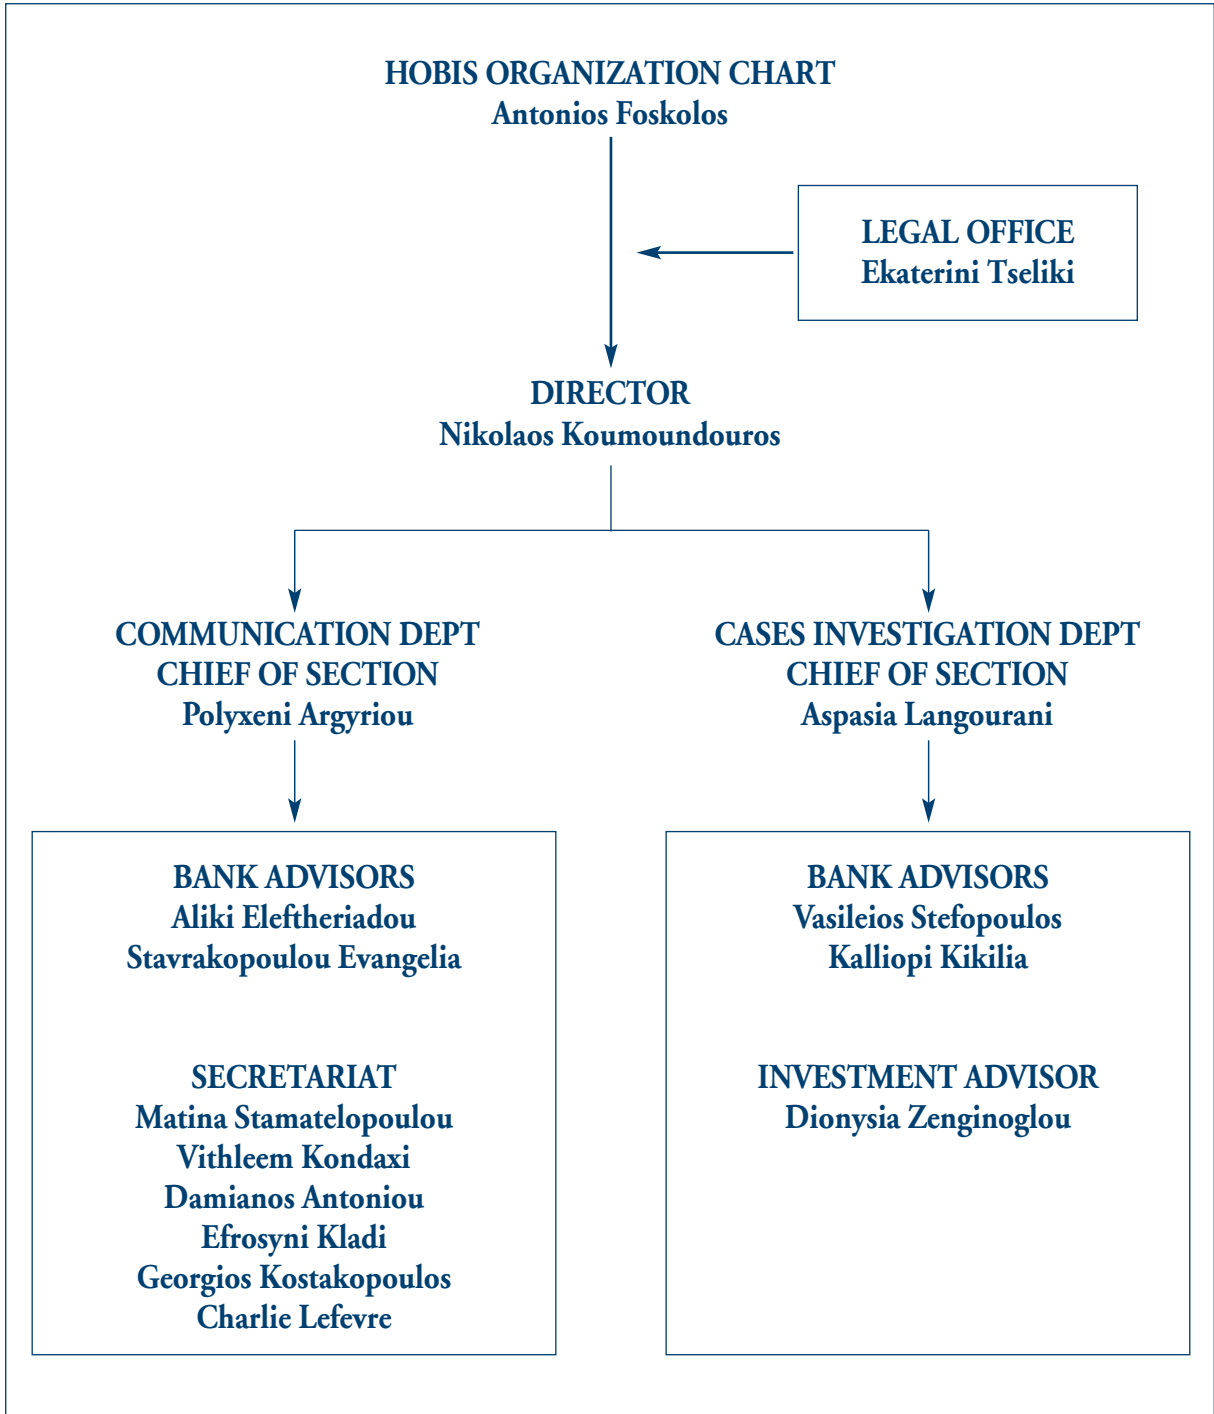 HOBIS ORGANIZATION CHART
Antonios Foskolos
LEGAL OFFICE
Ekaterini Tseliki
DIRECTOR
Nikolaos Koumoundouros
COMMUNICATION DEPT
CHIEF OF SECTION
Polyxeni Argyriou
CASES INVESTIGATION DEPT
CHIEF OF SECTION
Aspasia Langourani
BANK ADVISORS
Aliki Eleftheriadou
Stavrakopoulou Evangelia
SECRETARIAT
Matina Stamatelopoulou
Vithleem Kondaxi
Damianos Antoniou
Efrosyni Kladi
Georgios Kostakopoulos
Charlie Lefevre
BANK ADVISORS
Vasileios Stefopoulos
Kalliopi Kikilia
INVESTMENT ADVISOR
Dionysia Zenginoglou